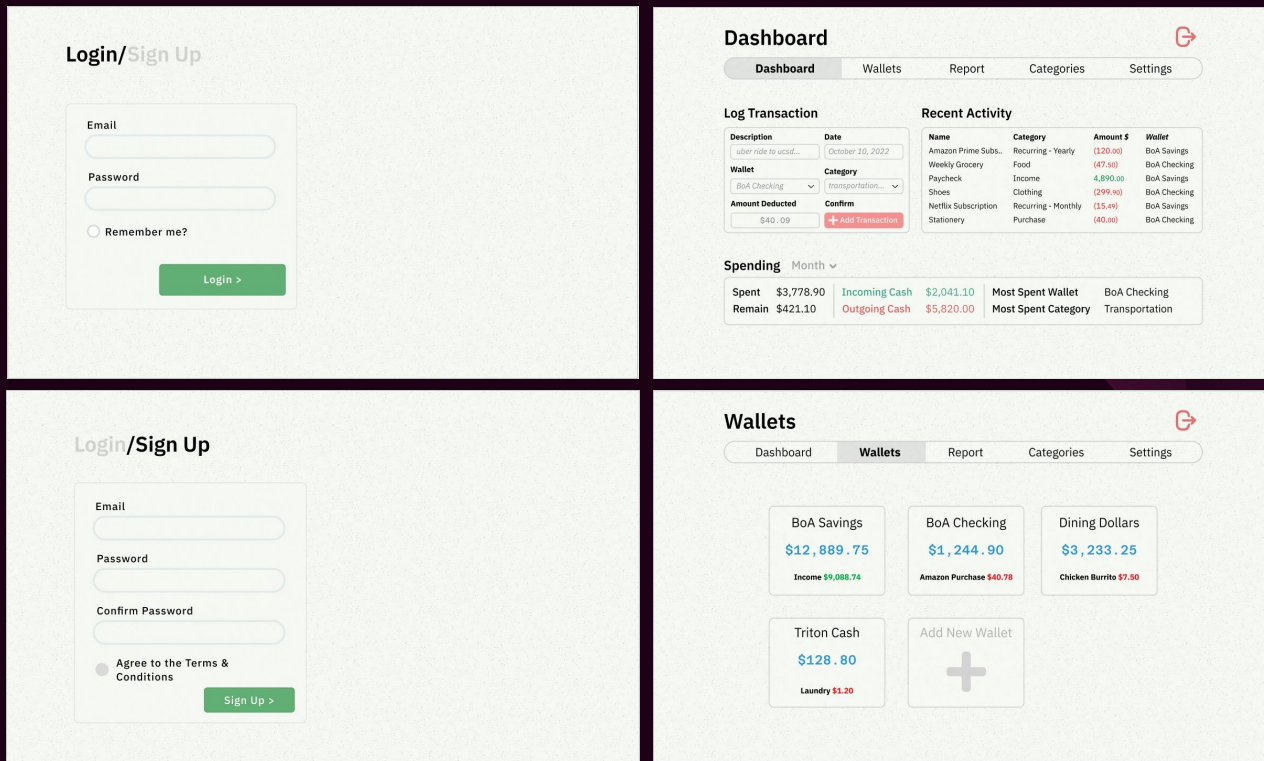 Login/Sign Up
Email
Password
Remember me?
Login >
Dashboard
Dashboard Wallets Report Categories Settings
Log Transaction
Description Date
uber ride to ucsd... October 10, 2022
Wallet Category
BoA Checking transportation...
Amount Deducted Confirm
$40.09 Add Transaction
Recent Activity
Name Category Amount $ Wallet
Amazon Prime Subs.. Recurring - Yearly (120.00) BoA Savings
Weekly Grocery Food (47.50) BoA Checking
Paycheck Income 4,890.00 BoA Savings
Shoes Clothing (299.90) BoA Checking
Netflix Subscription Recurring - Monthly (15.49) BoA Savings
Stationery Purchase (40.00) BoA Checking
Spending Month
Spent $3,778.90 Incoming Cash $2,041.10 Most Spent Wallet BoA Checking
Remain $421.10 Outgoing Cash $5,820.00 Most Spent Category Transportation
Login/Sign Up
Email
Password
Confirm Password
Agree to the Terms &
Conditions
Sign Up >
Wallets
Dashboard Wallets Report Categories Settings
BoA Savings
$12,889.75
Income $9,088.74
BoA Checking
$1,244.90
Amazon Purchase $40.78
Dining Dollars
$3,233.25
Chicken Burrito $7.50
Triton Cash
$128.80
Laundry $1.20
Add New Wallet